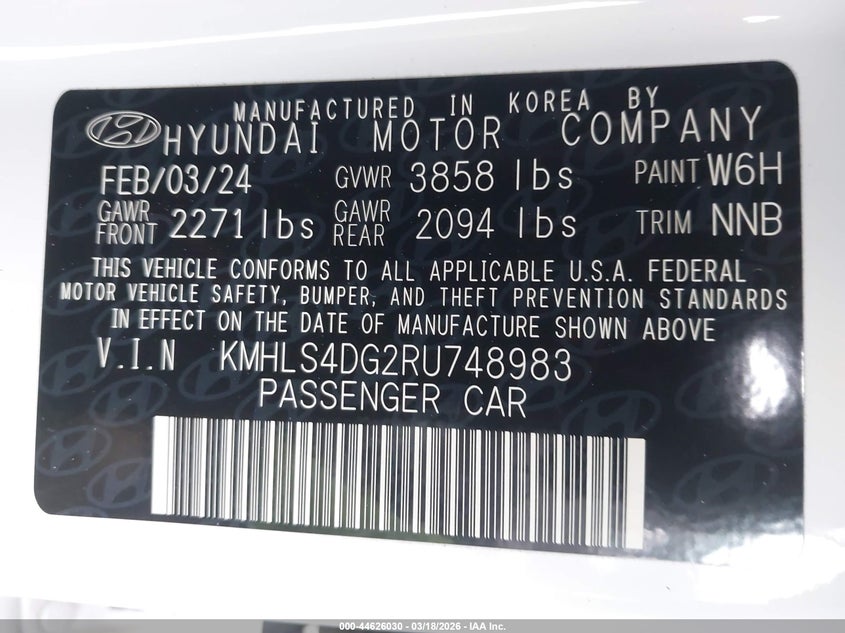 MANUFACTURED IN KOREA BY
HYUNDAI MOTOR COMPANY
FEB/03/24 GVWR 3858 lbs PAINT W6H
GAWR FRONT 2271 lbs GAWR REAR 2094 lbs TRIM NNB
THIS VEHICLE CONFORMS TO ALL APPLICABLE U.S.A. FEDERAL
MOTOR VEHICLE SAFETY, BUMPER, AND THEFT PREVENTION STANDARDS
IN EFFECT ON THE DATE OF MANUFACTURE SHOWN ABOVE
V.I.N KMHLS4DG2RU748983
PASSENGER CAR
000-44626030 - 03/18/2026 - IAA Inc.